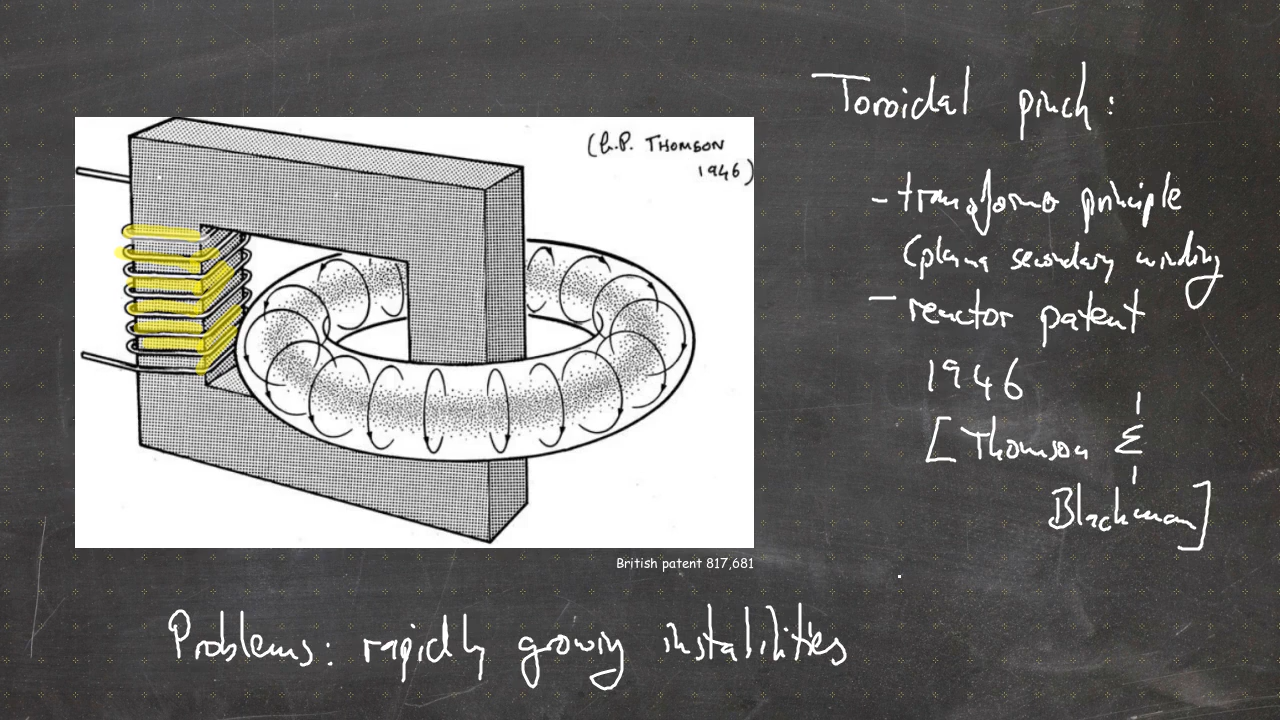 (G.P. THOMSON
1946)
British patent 817,681
Toroidal pinch:
- transformer principle
(plasma secondary winding
- reactor patent
1946
[Thomson &
Blackman]
Problems: rapidly growing instabilities